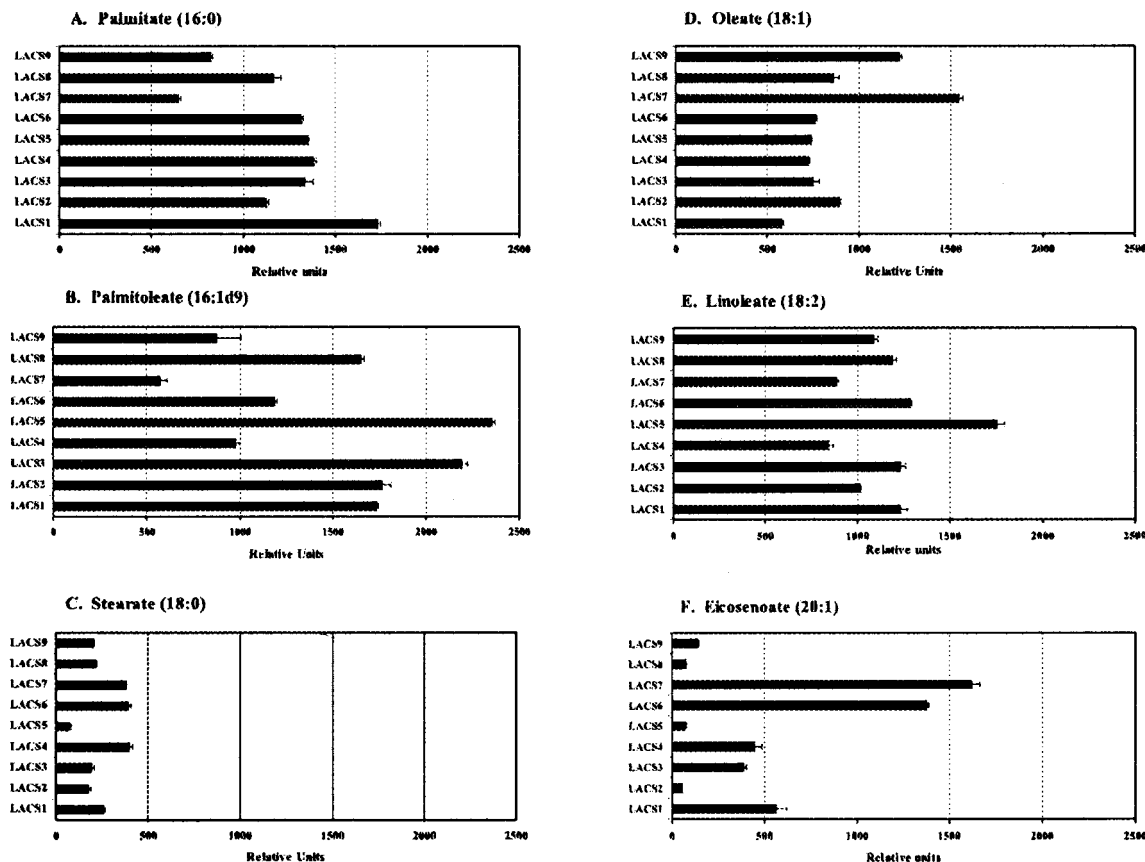 A. Palmitate (16:0)
LACS9
LACS8
LACS7
LACS6
LACS5
LACS4
LACS3
LACS2
LACS1
0 500 1000 1500 2000 2500
Relative units
B. Palmitoleate (16:1d9)
LACS9
LACS8
LACS7
LACS6
LACS5
LACS4
LACS3
LACS2
LACS1
0 500 1000 1500 2000 2500
Relative Units
C. Stearate (18:0)
LACS9
LACS8
LACS7
LACS6
LACS5
LACS4
LACS3
LACS2
LACS1
0 500 1000 1500 2000 2500
Relative Units
D. Oleate (18:1)
LACS9
LACS8
LACS7
LACS6
LACS5
LACS4
LACS3
LACS2
LACS1
0 500 1000 1500 2000 2500
Relative Units
E. Linoleate (18:2)
LACS9
LACS8
LACS7
LACS6
LACS5
LACS4
LACS3
LACS2
LACS1
0 500 1000 1500 2000 2500
Relative units
F. Eicosenoate (20:1)
LACS9
LACS8
LACS7
LACS6
LACS5
LACS4
LACS3
LACS2
LACS1
0 500 1000 1500 2000 2500
Relative Units